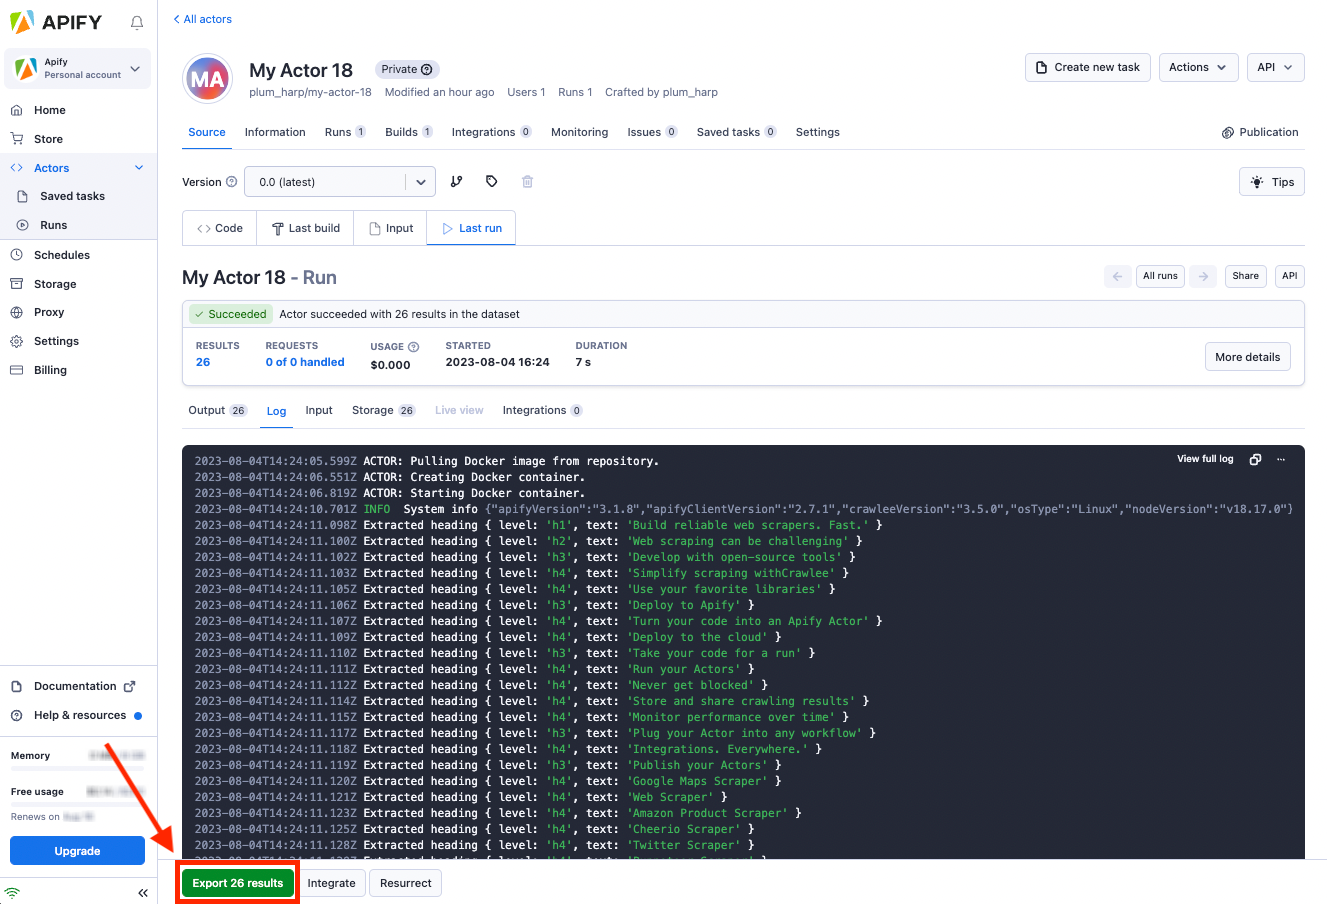 APIFY
Apify
Personal account
Home
Store
Actors
Saved tasks
Runs
Schedules
Storage
Proxy
Settings
Billing
Documentation
Help & resources
Memory
Free usage
Renews on
Upgrade
All actors
MA
My Actor 18 Private
plum_harp/my-actor-18 Modified an hour ago Users 1 Runs 1 Crafted by plum_harp
Create new task Actors API
Source Information Runs 1 Builds 1 Integrations 0 Monitoring Issues 0 Saved tasks 0 Settings Publication
Version 0.0 (latest) Tips
Code Last build Input Last run
My Actor 18 - Run All runs Share API
Succeeded Actor succeeded with 26 results in the dataset
RESULTS REQUESTS USAGE STARTED DURATION
26 0 of 0 handled $0.000 2023-08-04 16:24 7 s
More details
Output 26 Log Input Storage 26 Live view Integrations 0
View full log
2023-08-04T14:24:05.599Z ACTOR: Pulling Docker image from repository.
2023-08-04T14:24:06.551Z ACTOR: Creating Docker container.
2023-08-04T14:24:06.819Z ACTOR: Starting Docker container.
2023-08-04T14:24:10.701Z INFO System info {"apifyVersion":"3.1.8","apifyClientVersion":"2.7.1","crawleeVersion":"3.5.0","osType":"Linux","nodeVersion":"v18.17.0"}
2023-08-04T14:24:11.098Z Extracted heading { level: 'h1', text: 'Build reliable web scrapers. Fast.' }
2023-08-04T14:24:11.100Z Extracted heading { level: 'h2', text: 'Web scraping can be challenging' }
2023-08-04T14:24:11.102Z Extracted heading { level: 'h3', text: 'Develop with open-source tools' }
2023-08-04T14:24:11.103Z Extracted heading { level: 'h4', text: 'Simplify scraping withCrawlee' }
2023-08-04T14:24:11.105Z Extracted heading { level: 'h4', text: 'Use your favorite libraries' }
2023-08-04T14:24:11.106Z Extracted heading { level: 'h3', text: 'Deploy to Apify' }
2023-08-04T14:24:11.107Z Extracted heading { level: 'h4', text: 'Turn your code into an Apify Actor' }
2023-08-04T14:24:11.109Z Extracted heading { level: 'h4', text: 'Deploy to the cloud' }
2023-08-04T14:24:11.110Z Extracted heading { level: 'h3', text: 'Take your code for a run' }
2023-08-04T14:24:11.111Z Extracted heading { level: 'h4', text: 'Run your Actors' }
2023-08-04T14:24:11.112Z Extracted heading { level: 'h4', text: 'Never get blocked' }
2023-08-04T14:24:11.114Z Extracted heading { level: 'h4', text: 'Store and share crawling results' }
2023-08-04T14:24:11.115Z Extracted heading { level: 'h4', text: 'Monitor performance over time' }
2023-08-04T14:24:11.117Z Extracted heading { level: 'h3', text: 'Plug your Actor into any workflow' }
2023-08-04T14:24:11.118Z Extracted heading { level: 'h4', text: 'Integrations. Everywhere.' }
2023-08-04T14:24:11.119Z Extracted heading { level: 'h3', text: 'Publish your Actors' }
2023-08-04T14:24:11.120Z Extracted heading { level: 'h4', text: 'Google Maps Scraper' }
2023-08-04T14:24:11.121Z Extracted heading { level: 'h4', text: 'Web Scraper' }
2023-08-04T14:24:11.123Z Extracted heading { level: 'h4', text: 'Amazon Product Scraper' }
2023-08-04T14:24:11.125Z Extracted heading { level: 'h4', text: 'Cheerio Scraper' }
2023-08-04T14:24:11.128Z Extracted heading { level: 'h4', text: 'Twitter Scraper' }
Export 26 results Integrate Resurrect